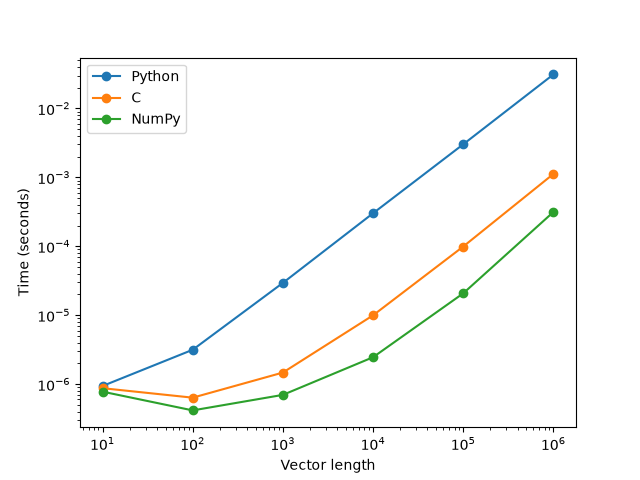 Python
C
NumPy
Time (seconds)
10⁻²
10⁻³
10⁻⁴
10⁻⁵
10⁻⁶
10¹ 10² 10³ 10⁴ 10⁵ 10⁶
Vector length